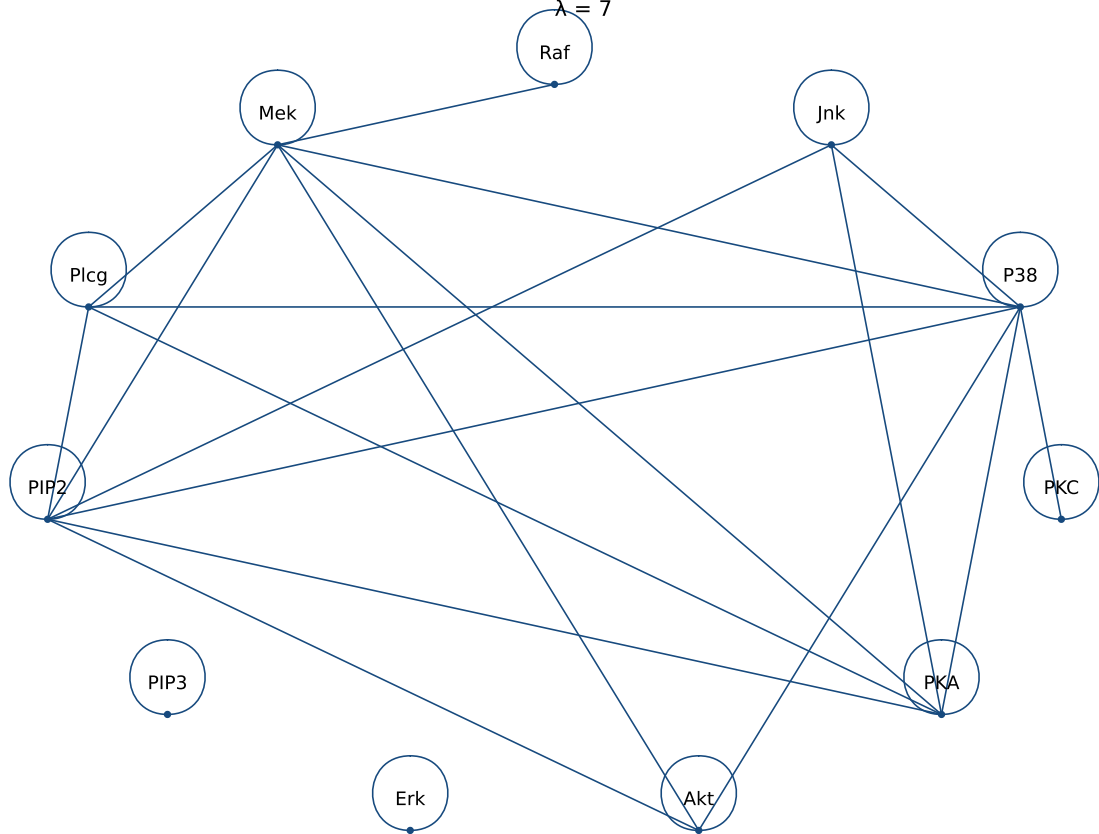 λ = 7
Raf
Mek
Jnk
Plcg
P38
PIP2
PKC
PIP3
PKA
Erk
Akt